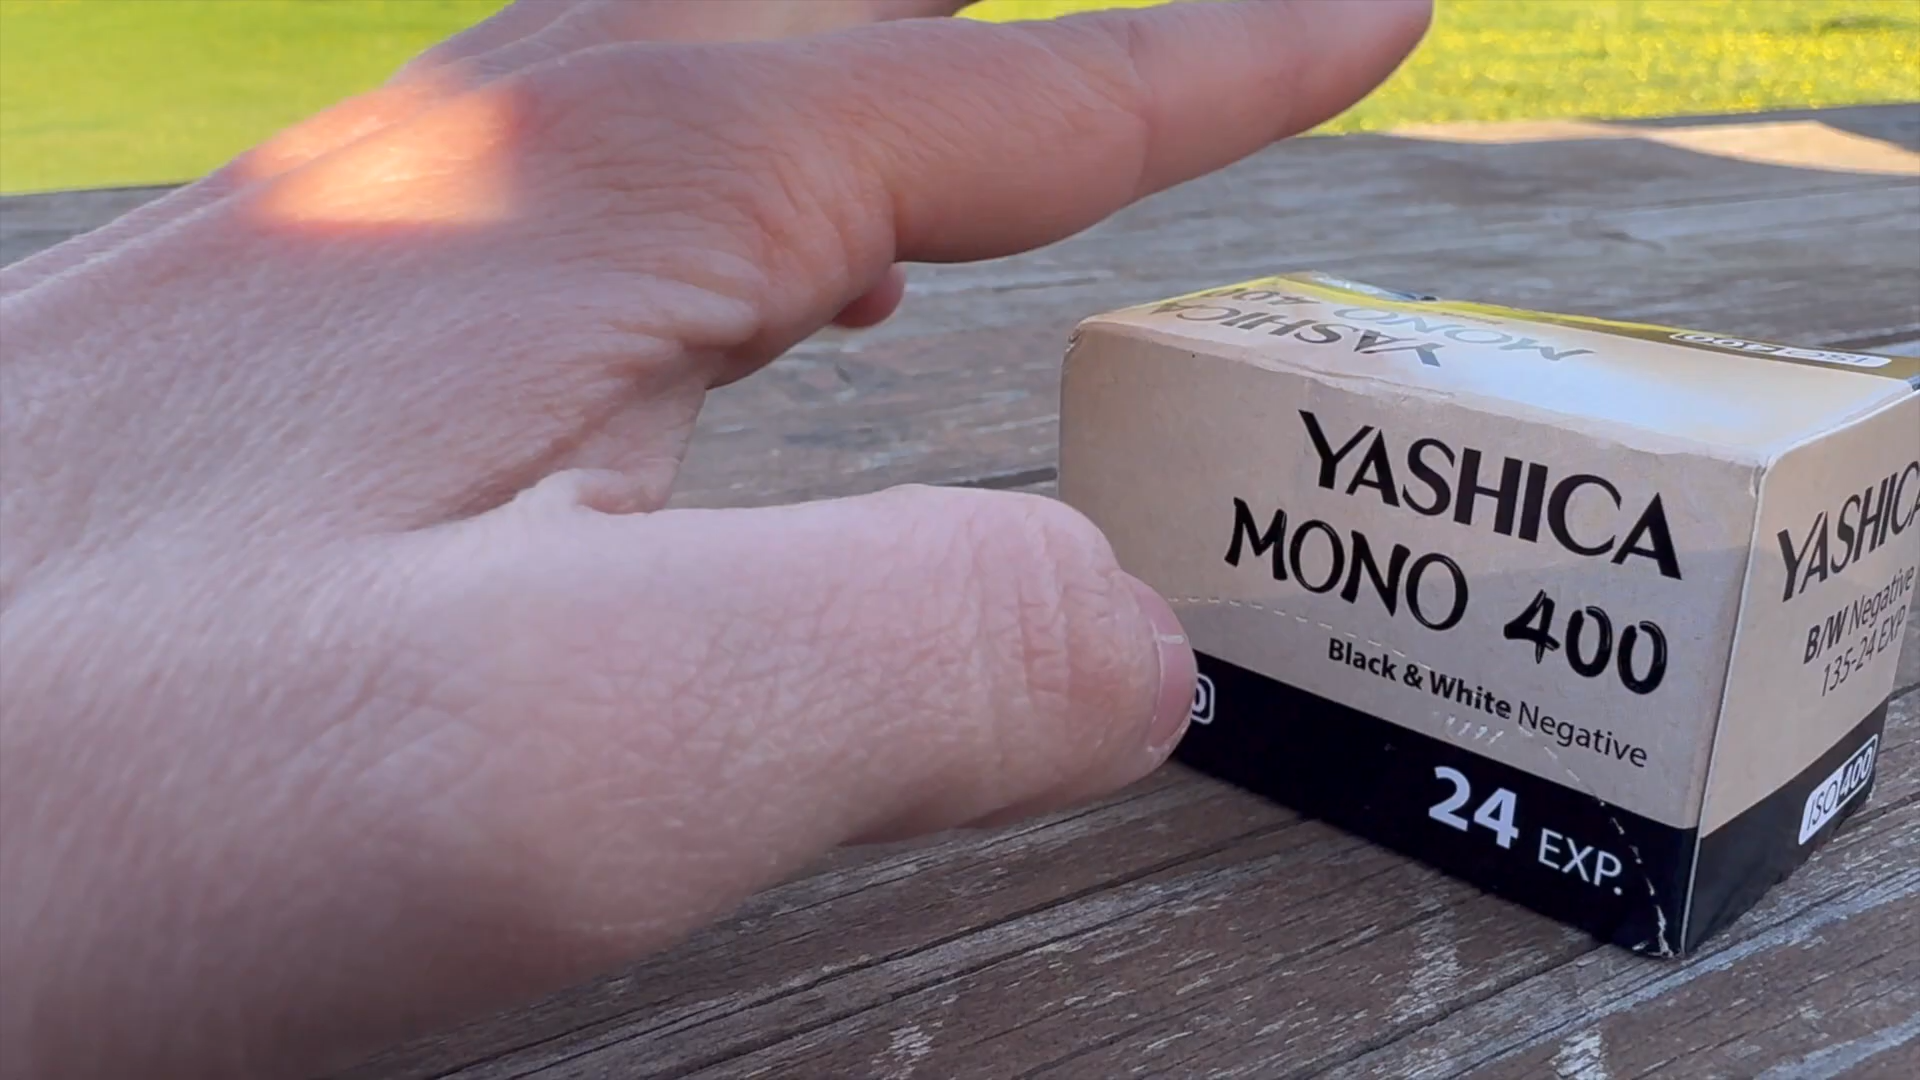 YASHICA
MONO 400
ISO 400
YASHICA
MONO 400
Black & White Negative
24 EXP.
YASHICA
B/W Negative
135-24 EXP
ISO 400